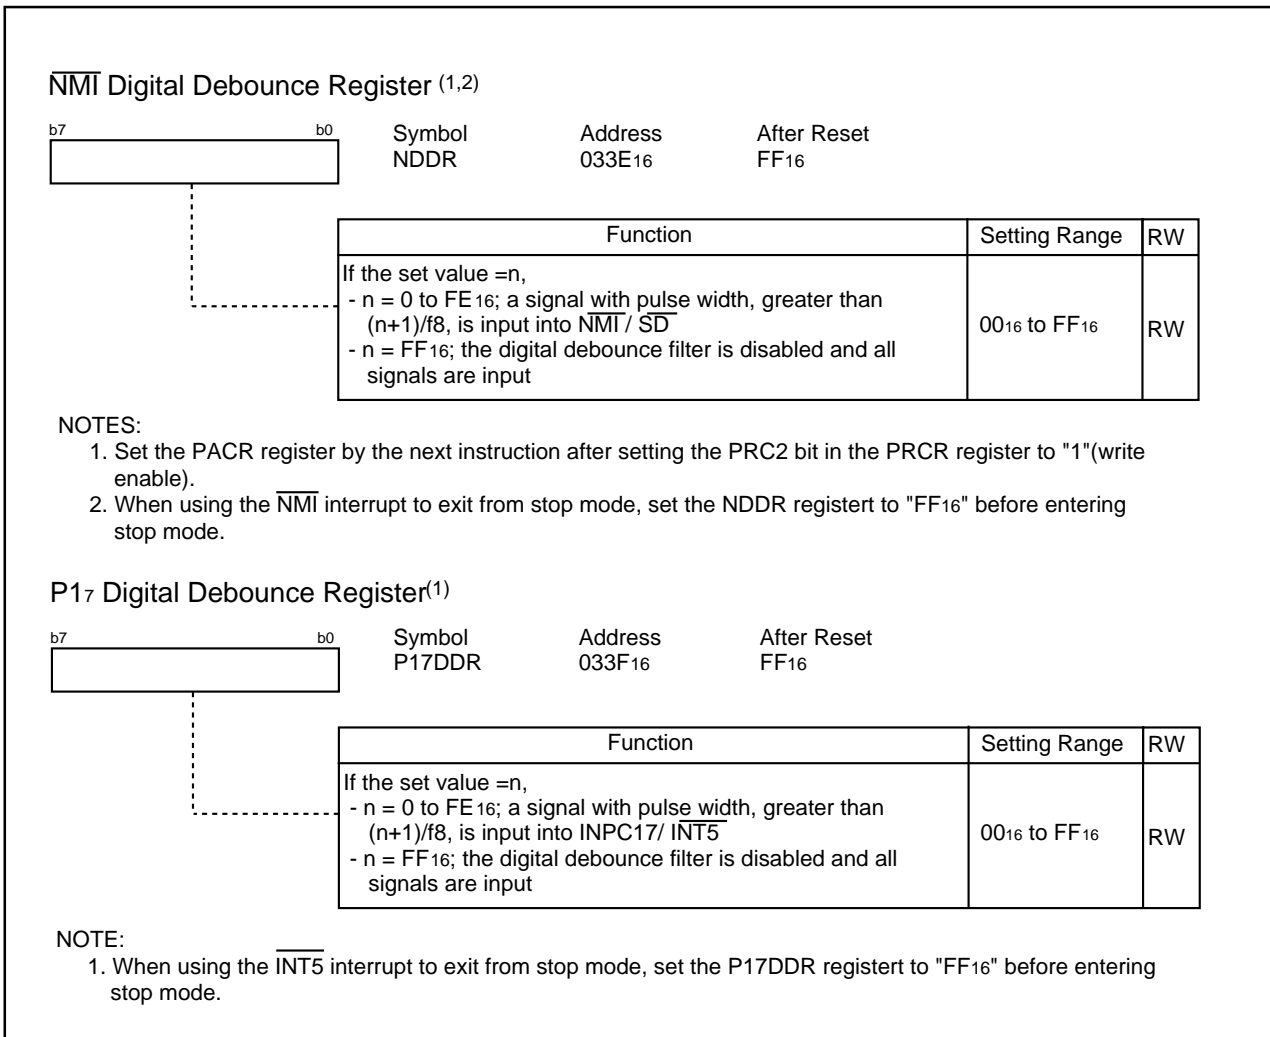 NMI Digital Debounce Register (1,2)
b7 b0 Symbol Address After Reset
NDDR 033E16 FF16
Function Setting Range RW
If the set value =n,
- n = 0 to FE16; a signal with pulse width, greater than
(n+1)/f8, is input into NMI / SD
0016 to FF16 RW
- n = FF16; the digital debounce filter is disabled and all
signals are input
NOTES:
1. Set the PACR register by the next instruction after setting the PRC2 bit in the PRCR register to "1"(write
enable).
2. When using the NMI interrupt to exit from stop mode, set the NDDR registert to "FF16" before entering
stop mode.
P17 Digital Debounce Register(1)
b7 b0 Symbol Address After Reset
P17DDR 033F16 FF16
Function Setting Range RW
If the set value =n,
- n = 0 to FE16; a signal with pulse width, greater than
(n+1)/f8, is input into INPC17/ INT5
0016 to FF16 RW
- n = FF16; the digital debounce filter is disabled and all
signals are input
NOTE:
1. When using the INT5 interrupt to exit from stop mode, set the P17DDR registert to "FF16" before entering
stop mode.